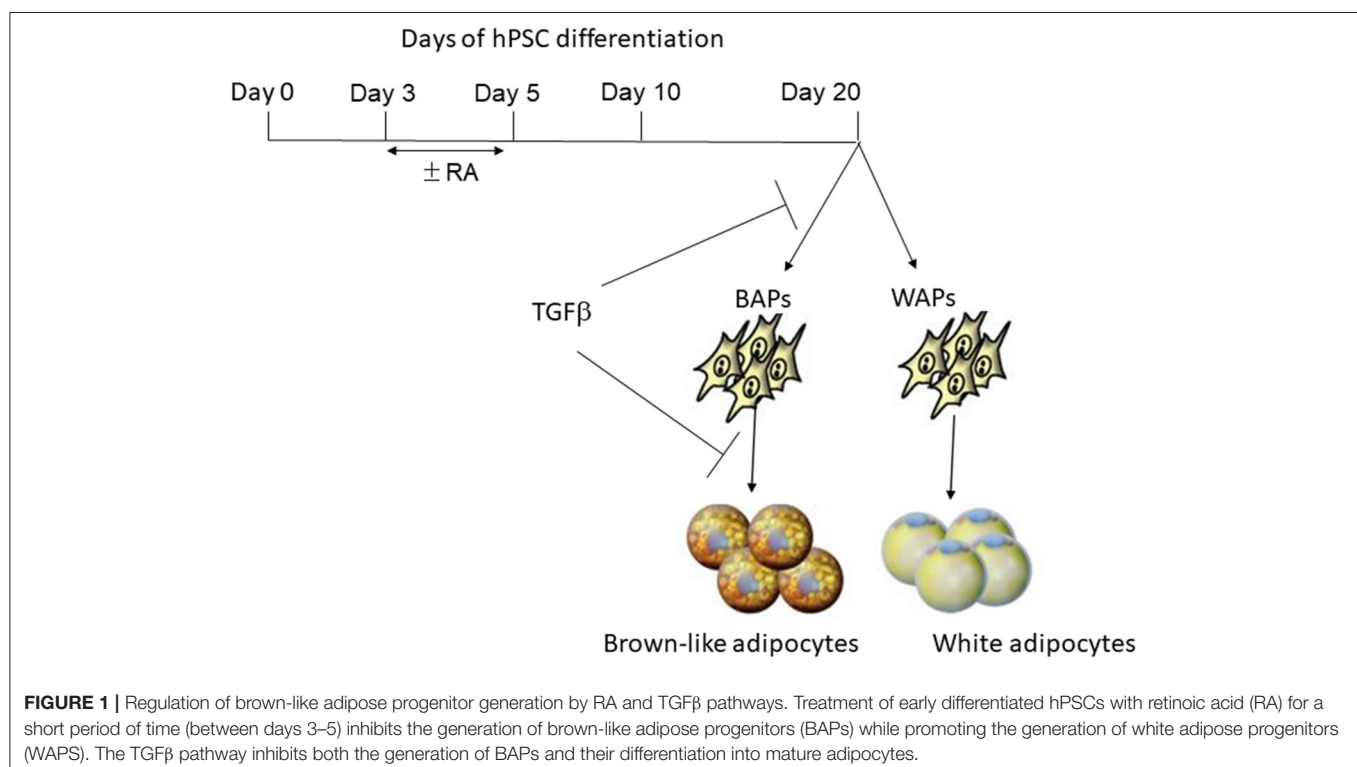 Days of hPSC differentiation
Day 0 Day 3 Day 5 Day 10 Day 20
± RA
BAPs WAPs
TGFβ
Brown-like adipocytes White adipocytes
FIGURE 1 | Regulation of brown-like adipose progenitor generation by RA and TGFβ pathways. Treatment of early differentiated hPSCs with retinoic acid (RA) for a
short period of time (between days 3–5) inhibits the generation of brown-like adipose progenitors (BAPs) while promoting the generation of white adipose progenitors
(WAPS). The TGFβ pathway inhibits both the generation of BAPs and their differentiation into mature adipocytes.